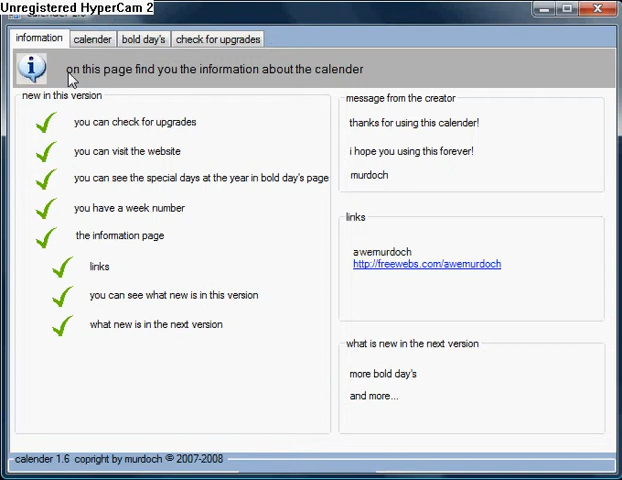 Unregistered HyperCam 2
calender 1.6
information
calender
bold day's
check for upgrades
on this page find you the information about the calender
new in this version
you can check for upgrades
you can visit the website
you can see the special days at the year in bold day's page
you have a week number
the information page
links
you can see what new is in this version
what new is in the next version
message from the creator
thanks for using this calender!
i hope you using this forever!
murdoch
links
awemurdoch
http://freewebs.com/awemurdoch
what is new in the next version
more bold day's
and more...
calender 1.6 copright by murdoch © 2007-2008